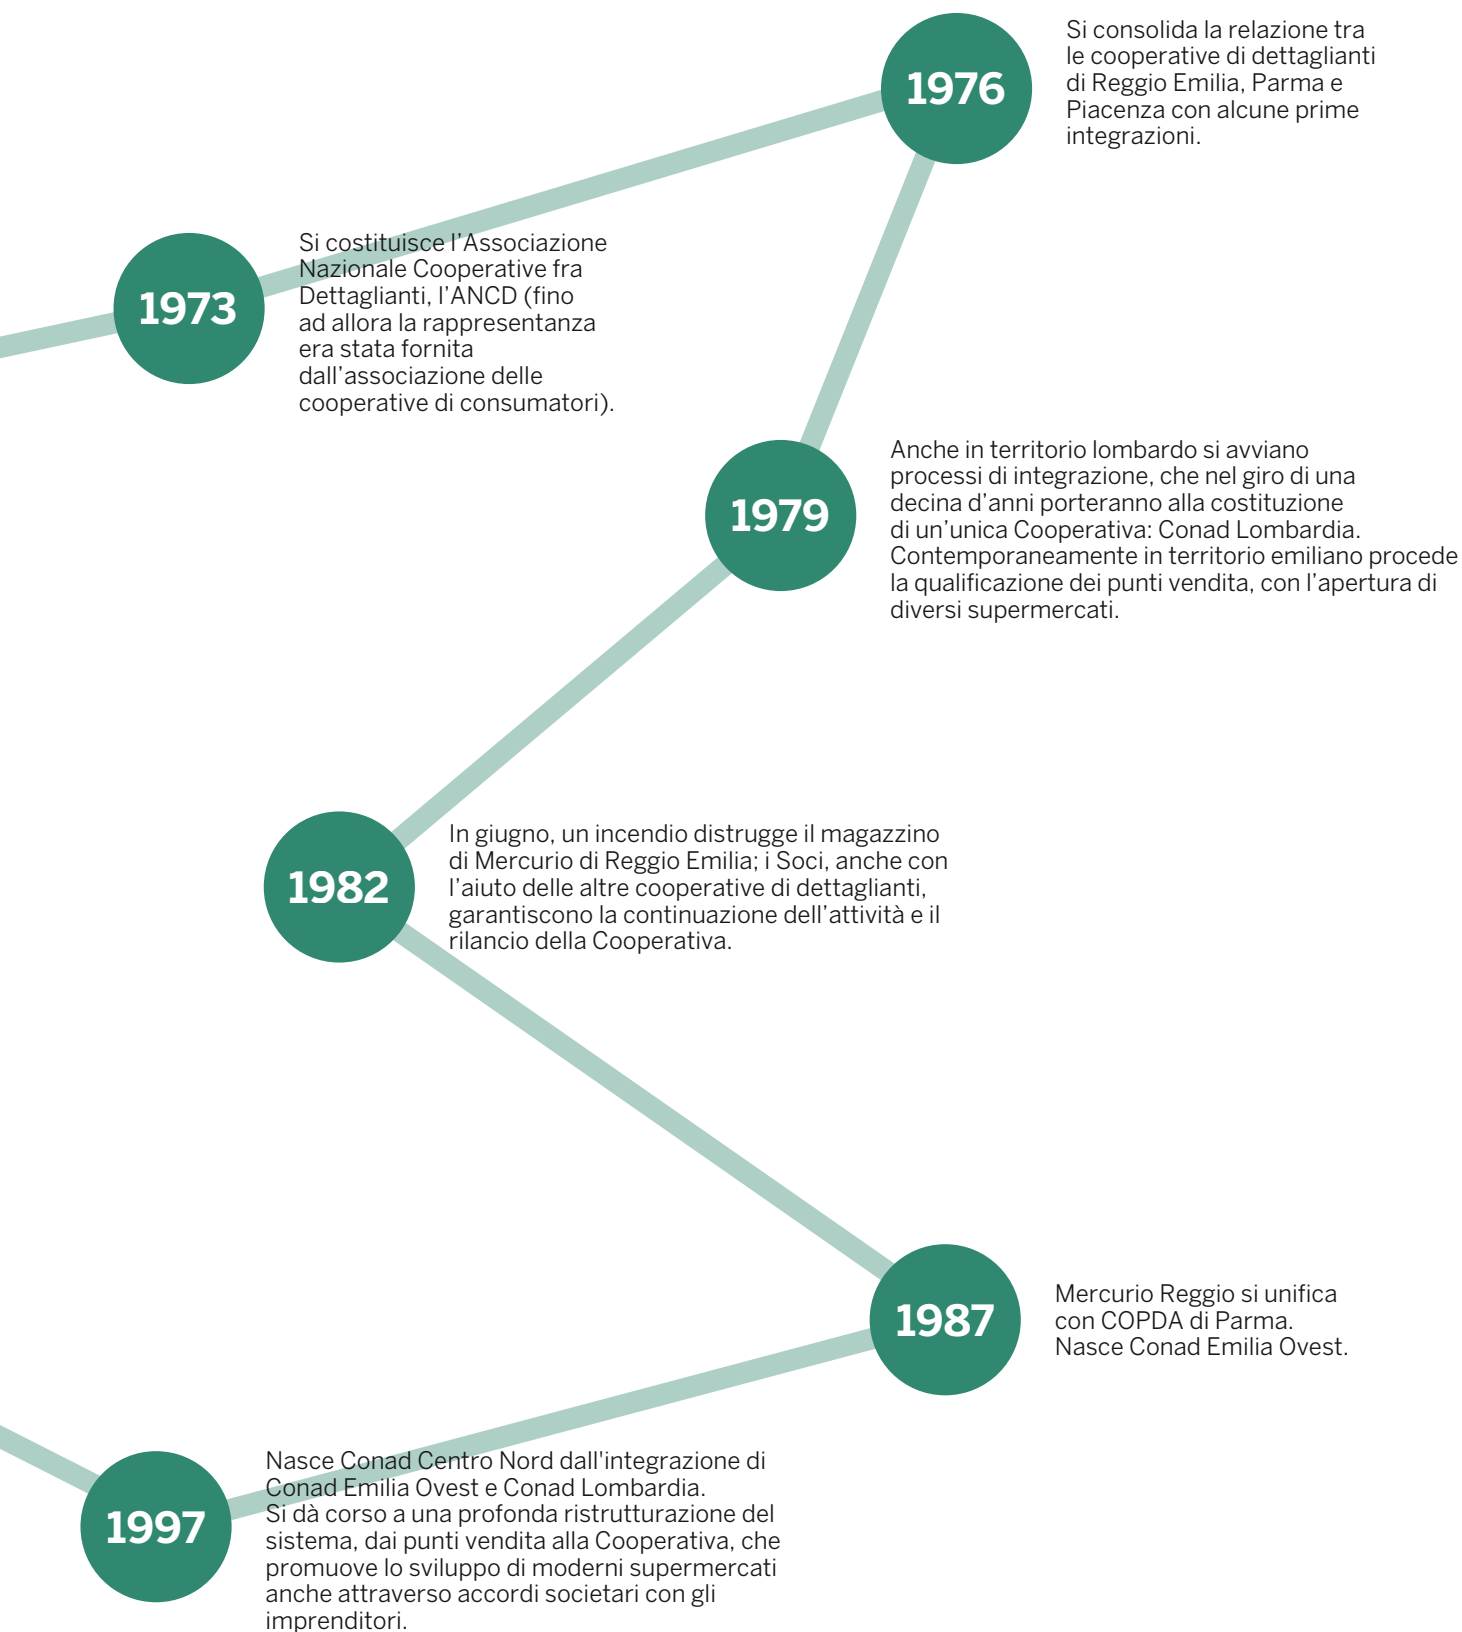 1976
Si consolida la relazione tra
le cooperative di dettaglianti
di Reggio Emilia, Parma e
Piacenza con alcune prime
integrazioni.
1973
Si costituisce l’Associazione
Nazionale Cooperative fra
Dettaglianti, l’ANCD (fino
ad allora la rappresentanza
era stata fornita
dall’associazione delle
cooperative di consumatori).
1979
Anche in territorio lombardo si avviano
processi di integrazione, che nel giro di una
decina d’anni porteranno alla costituzione
di un’unica Cooperativa: Conad Lombardia.
Contemporaneamente in territorio emiliano procede
la qualificazione dei punti vendita, con l’apertura di
diversi supermercati.
1982
In giugno, un incendio distrugge il magazzino
di Mercurio di Reggio Emilia; i Soci, anche con
l’aiuto delle altre cooperative di dettaglianti,
garantiscono la continuazione dell’attività e il
rilancio della Cooperativa.
1987
Mercurio Reggio si unifica
con COPDA di Parma.
Nasce Conad Emilia Ovest.
1997
Nasce Conad Centro Nord dall'integrazione di
Conad Emilia Ovest e Conad Lombardia.
Si dà corso a una profonda ristrutturazione del
sistema, dai punti vendita alla Cooperativa, che
promuove lo sviluppo di moderni supermercati
anche attraverso accordi societari con gli
imprenditori.